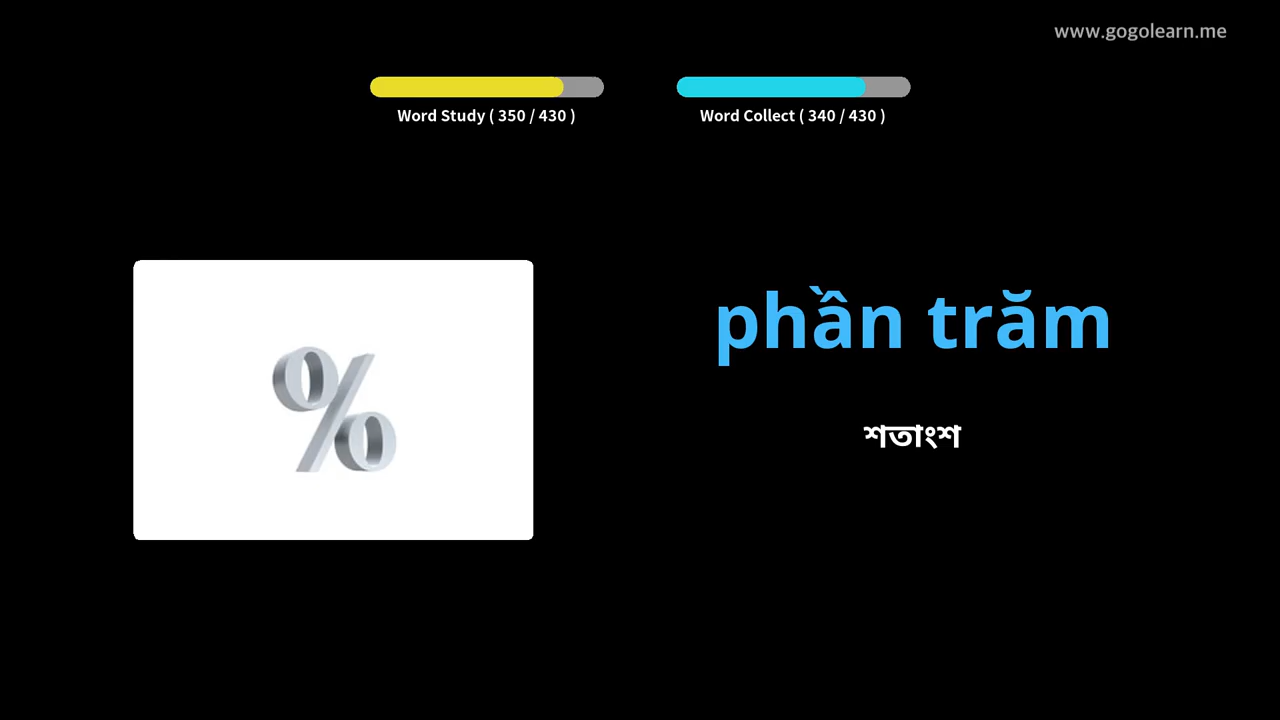 www.gogolearn.me
Word Study ( 350 / 430 )
Word Collect ( 340 / 430 )
%
phần trăm
শতাংশ